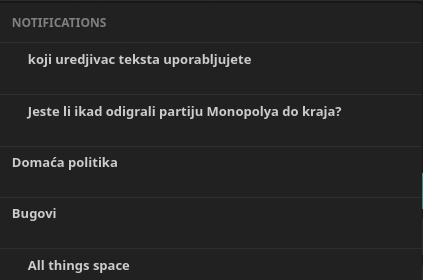 NOTIFICATIONS
koji uredjivac teksta uporabljujete
Jeste li ikad odigrali partiju Monopolya do kraja?
Domaća politika
Bugovi
All things space